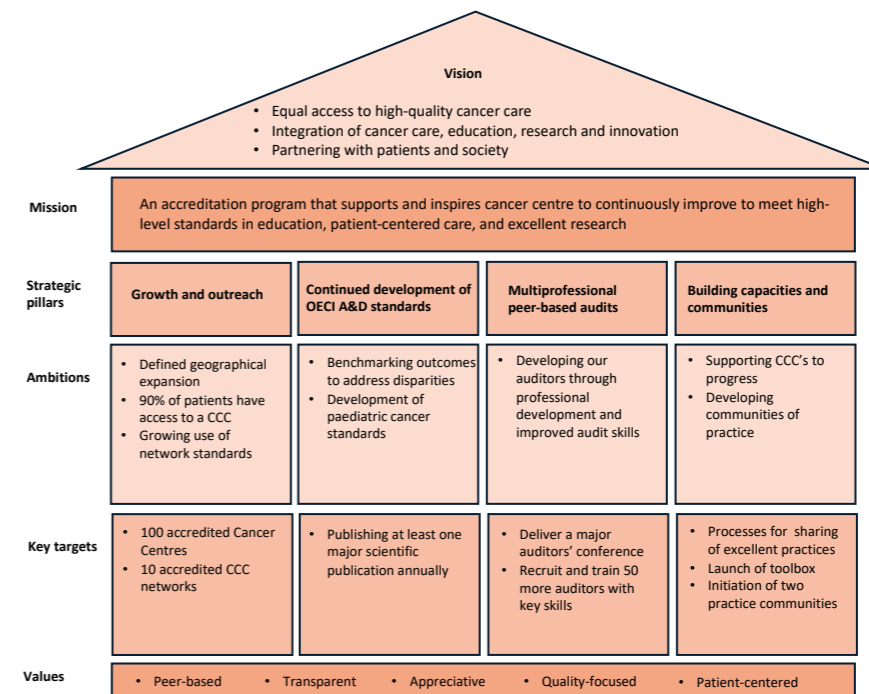 Vision
• Equal access to high-quality cancer care
• Integration of cancer care, education, research and innovation
• Partnering with patients and society
Mission
An accreditation program that supports and inspires cancer centre to continuously improve to meet high-
level standards in education, patient-centered care, and excellent research
Strategic
pillars
Growth and outreach
Continued development of
OECI A&D standards
Multiprofessional
peer-based audits
Building capacities and
communities
Ambitions
• Defined geographical
expansion
• 90% of patients have
access to a CCC
• Growing use of
network standards
• Benchmarking outcomes
to address disparities
• Development of
paediatric cancer
standards
• Developing our
auditors through
professional
development and
improved audit skills
• Supporting CCC's to
progress
• Developing
communities of
practice
Key targets
• 100 accredited Cancer
Centres
• 10 accredited CCC
networks
• Publishing at least one
major scientific
publication annually
• Deliver a major
auditors' conference
• Recruit and train 50
more auditors with
key skills
• Processes for sharing
of excellent practices
• Launch of toolbox
• Initiation of two
practice communities
Values
• Peer-based • Transparent • Appreciative • Quality-focused • Patient-centered